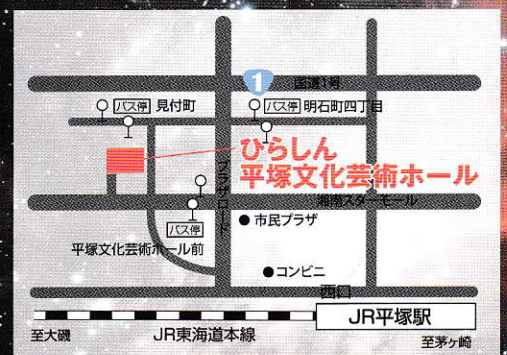 1
国道1号
バス停 見付町
バス停 明石町四丁目
ひらしん
平塚文化芸術ホール
プラザロード
湘南スターモール
バス停
市民プラザ
平塚文化芸術ホール前
コンビニ
西口
JR平塚駅
至大磯
JR東海道本線
至茅ヶ崎